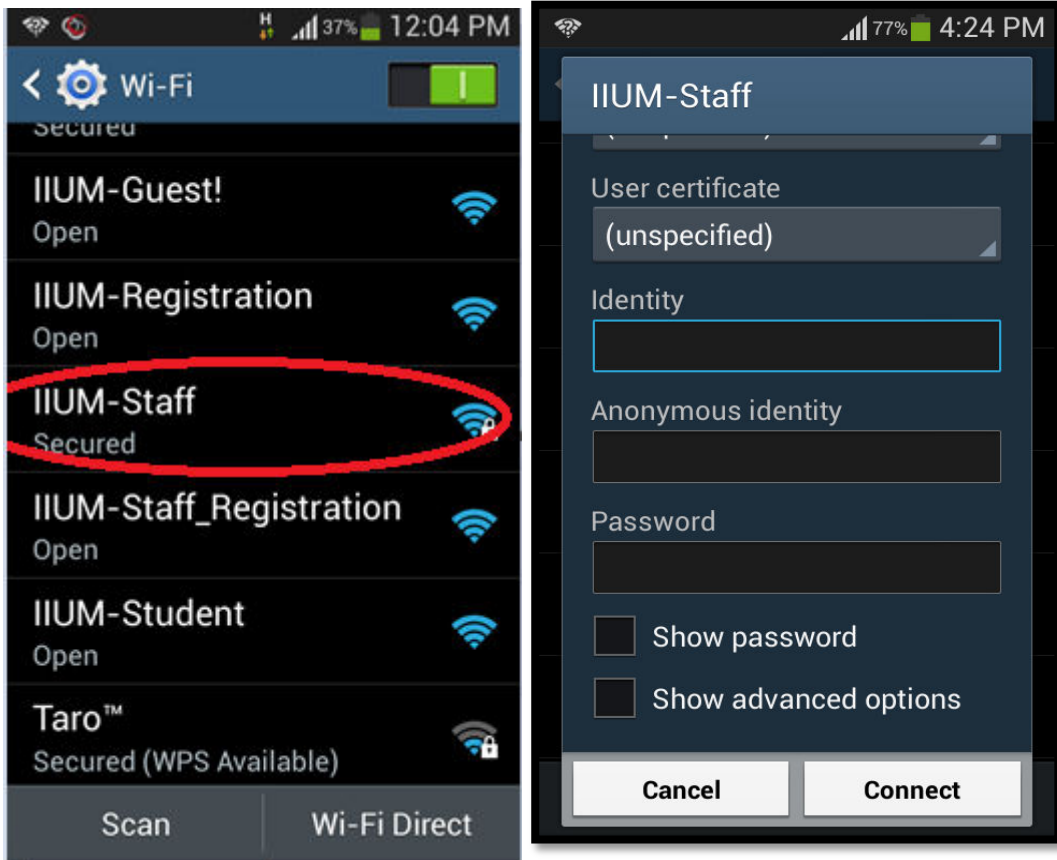 H 37% 12:04 PM
Wi-Fi
Secured
IIUM-Guest!
Open
IIUM-Registration
Open
IIUM-Staff
Secured
IIUM-Staff_Registration
Open
IIUM-Student
Open
Taro™
Secured (WPS Available)
Scan Wi-Fi Direct
77% 4:24 PM
IIUM-Staff
User certificate
(unspecified)
Identity
Anonymous identity
Password
Show password
Show advanced options
Cancel Connect